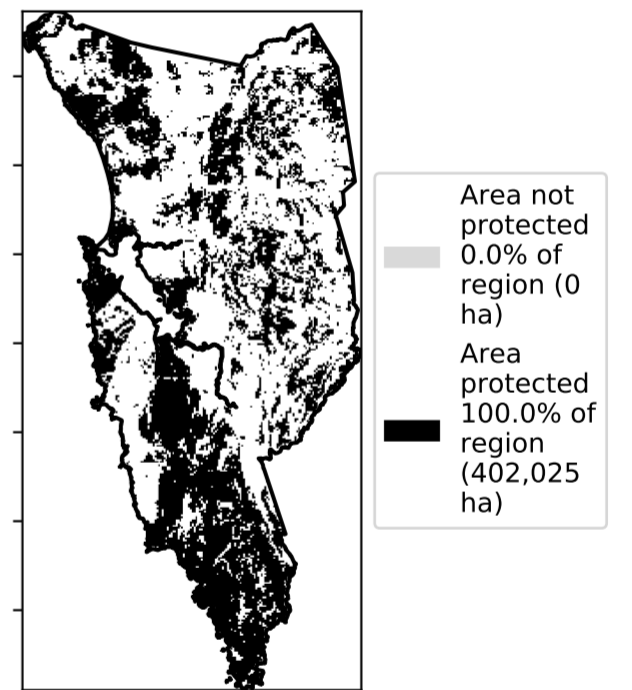 Area not
protected
0.0% of
region (0
ha)
Area
protected
100.0% of
region
(402,025
ha)